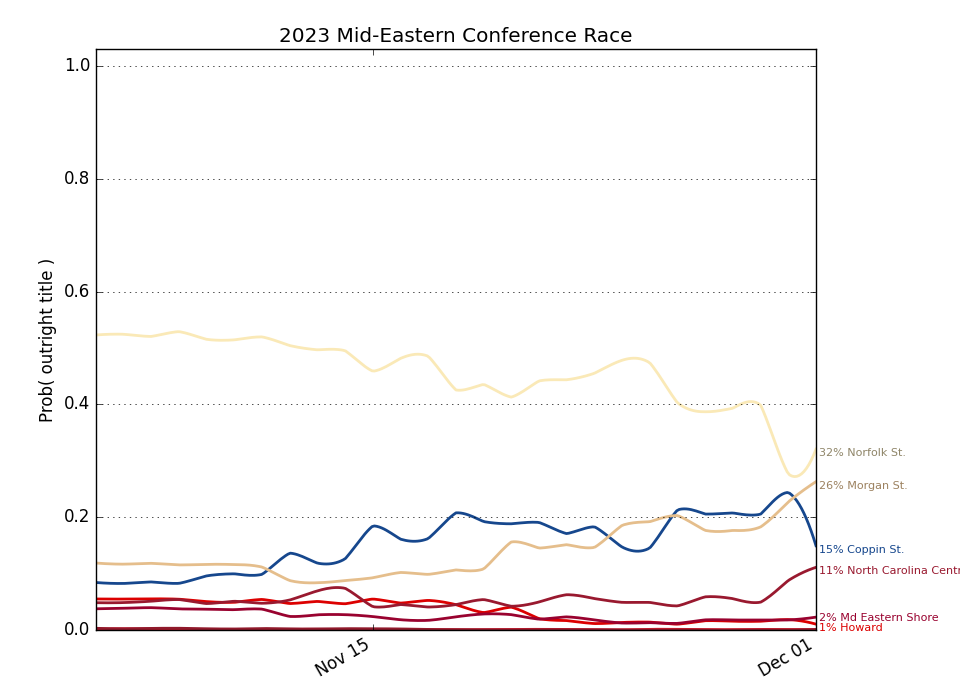 2023 Mid-Eastern Conference Race
1.0
0.8
0.6
0.4
0.2
0.0
Prob( outright title )
Nov 15
Dec 01
32% Norfolk St.
26% Morgan St.
15% Coppin St.
11% North Carolina Centr
2% Md Eastern Shore
1% Howard